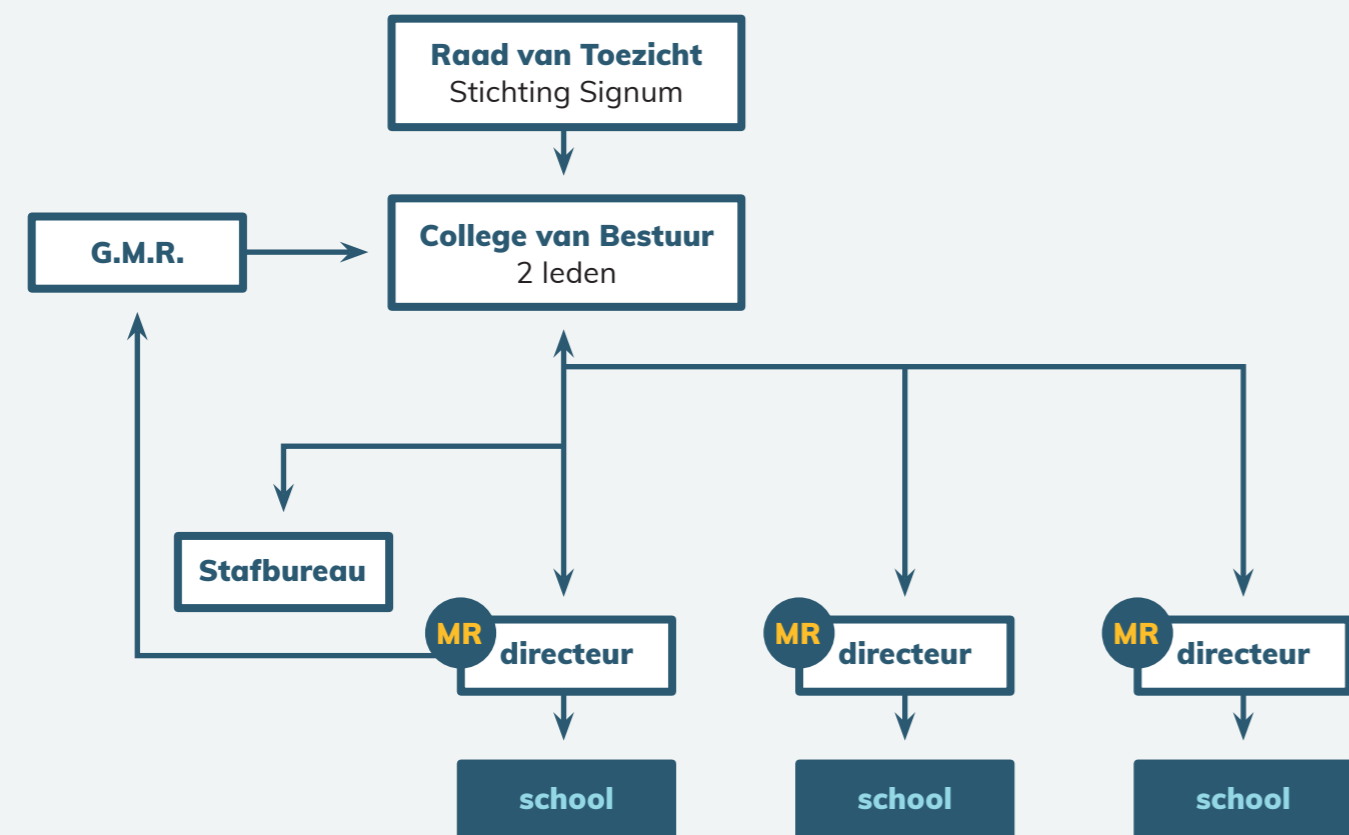 Raad van Toezicht
Stichting Signum
G.M.R.
College van Bestuur
2 leden
Stafbureau
MR
directeur
MR
directeur
MR
directeur
school
school
school